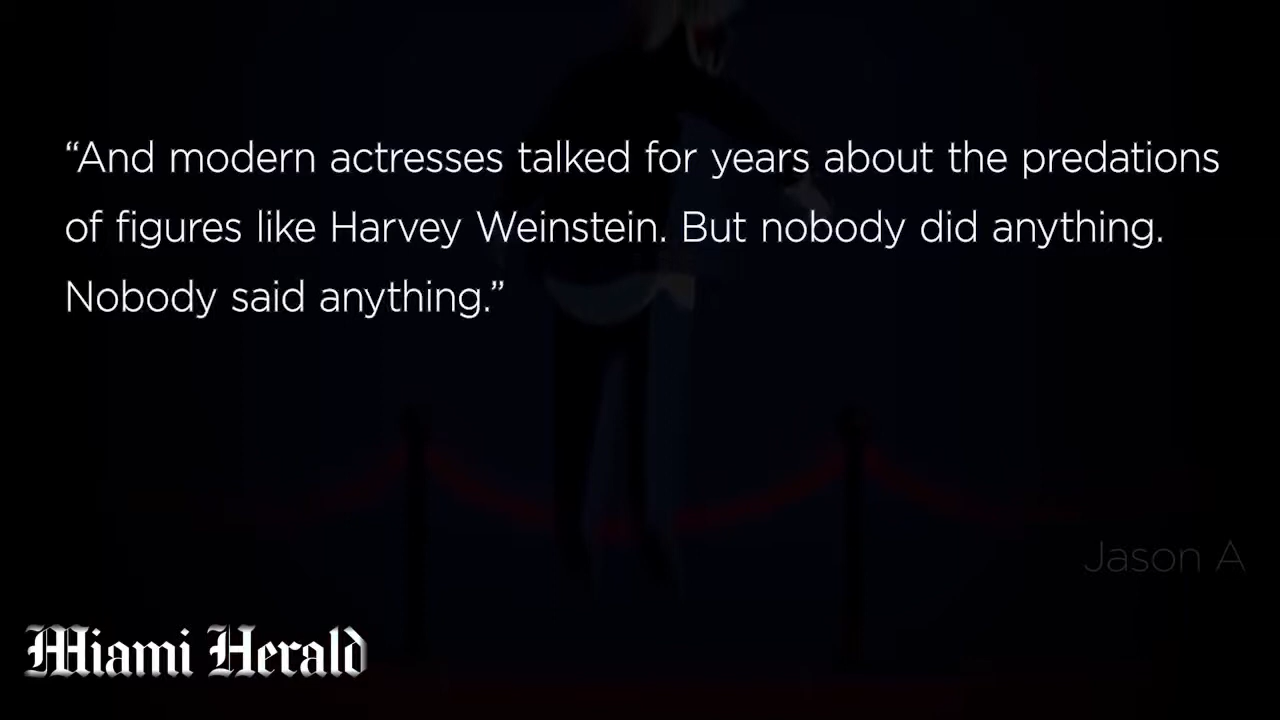 “And modern actresses talked for years about the predations
of figures like Harvey Weinstein. But nobody did anything.
Nobody said anything.”
Jason A
Miami Herald